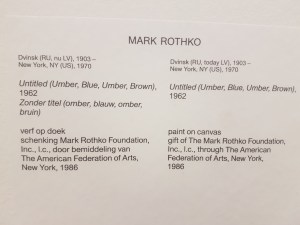 MARK ROTHKO
Dvinsk (RU, nu LV), 1903 –
New York, NY (US), 1970
Untitled (Umber, Blue, Umber, Brown),
1962
Zonder titel (omber, blauw, omber,
bruin)
verf op doek
schenking Mark Rothko Foundation,
Inc., l.c., door bemiddeling van
The American Federation of Arts,
New York, 1986
Dvinsk (RU, today LV), 1903 –
New York, NY (US), 1970
Untitled (Umber, Blue, Umber, Brown),
1962
paint on canvas
gift of The Mark Rothko Foundation,
Inc., l.c., through The American
Federation of Arts, New York,
1986